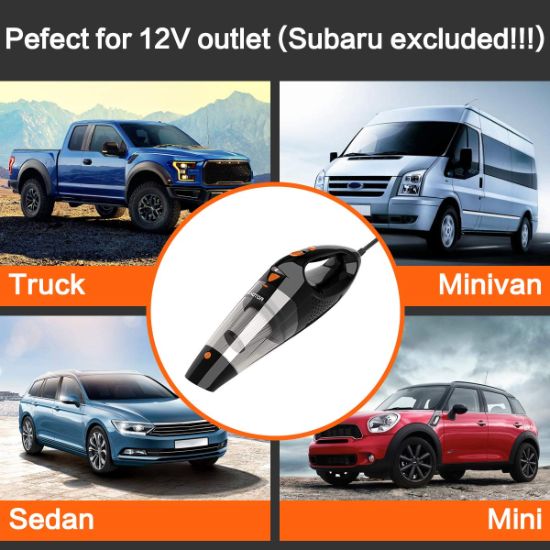 Pefect for 12V outlet (Subaru excluded!!!)
Truck
Minivan
Sedan
Mini